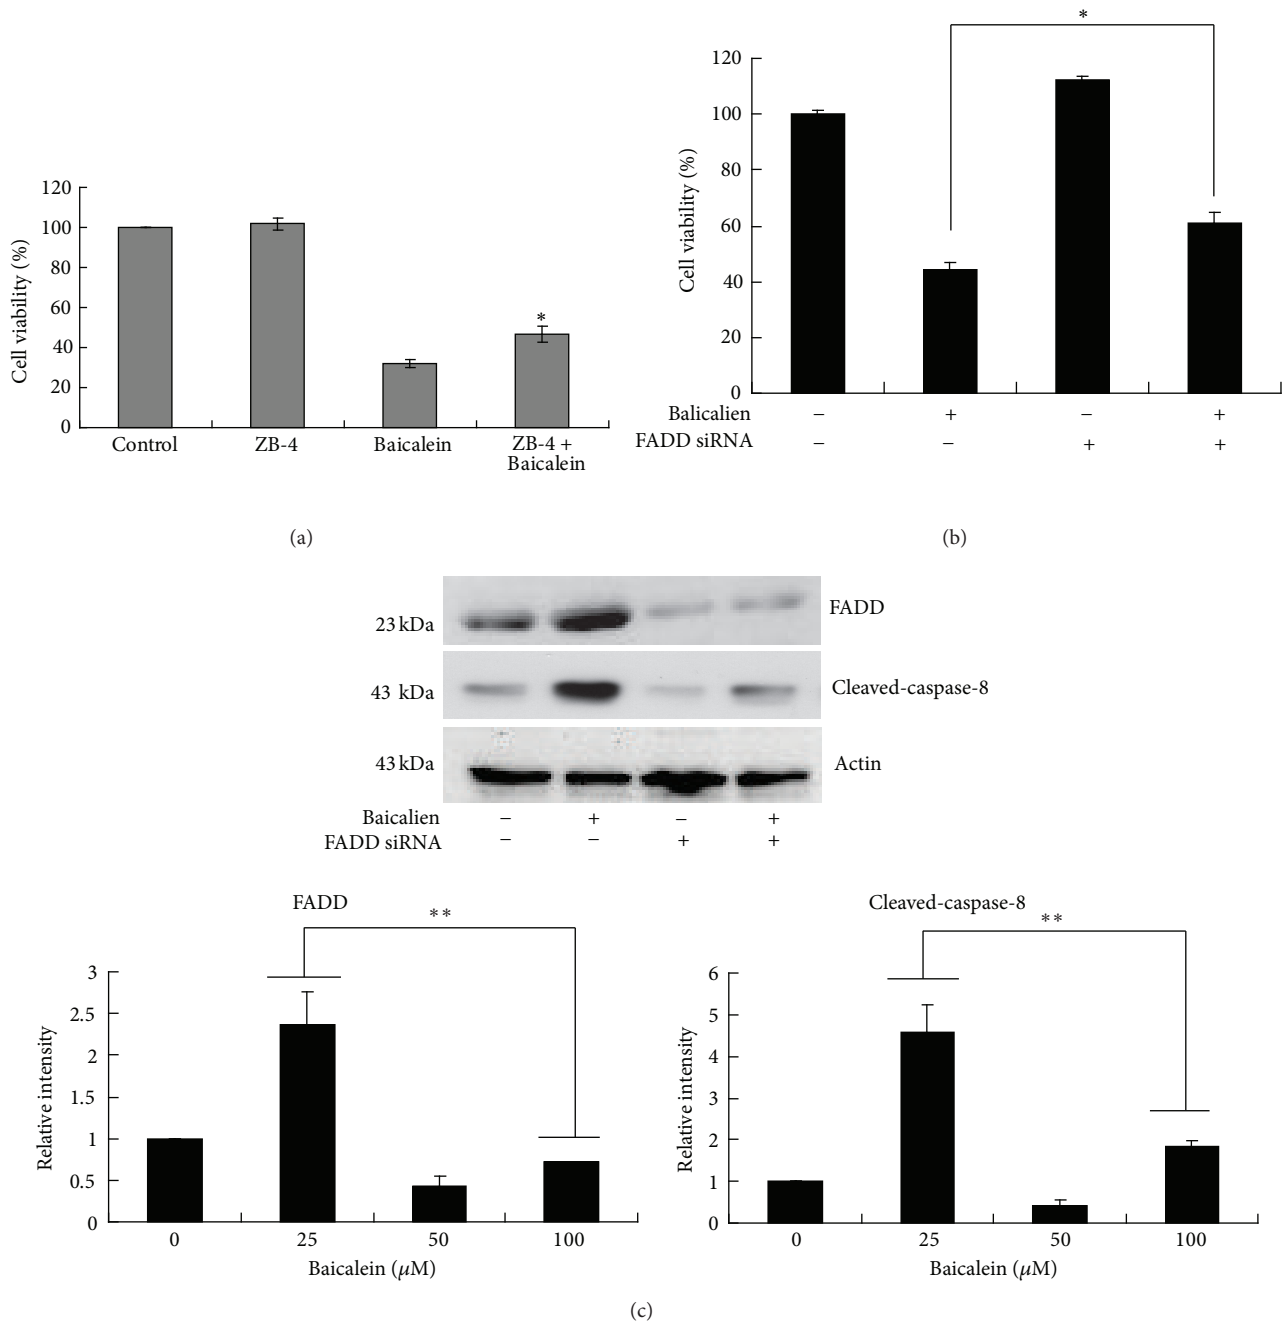 120
100
80
60
40
20
0
Cell viability (%)
*
Control ZB-4 Baicalein ZB-4 +
Baicalein
(a)
*
120
100
80
60
40
20
0
Cell viability (%)
Balicalien − + − +
FADD siRNA − − + +
(b)
23 kDa FADD
43 kDa Cleaved-caspase-8
43 kDa Actin
Baicalien − + − +
FADD siRNA − − + +
FADD
**
3
2.5
2
1.5
1
0.5
0
Relative intensity
0 25 50 100
Baicalein (μM)
Cleaved-caspase-8
**
6
5
4
3
2
1
0
Relative intensity
0 25 50 100
Baicalein (μM)
(c)